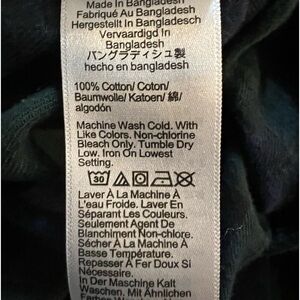 Made In Bangladesh
Fabriqué Au Bangladesh
Hergestellt In Bangladesch
Vervaardigd In
Bangladesh
バングラディシュ製
hecho en bangladesh
100% Cotton/ Coton/
Baumwolle/ Katoen/ 綿/
algodón
Machine Wash Cold. With
Like Colors. Non-chlorine
Bleach Only. Tumble Dry
Low. Iron On Lowest
Setting.
30
Laver À La Machine À
L'eau Froide. Laver En
Séparant Les Couleurs.
Seulement Agent De
Blanchiment Non-chlore.
Sécher À La Machine À
Basse Température.
Repasser À Fer Doux Si
Nécessaire.
In Der Maschine Kalt
Waschen. Mit Ähnlichen
Farben